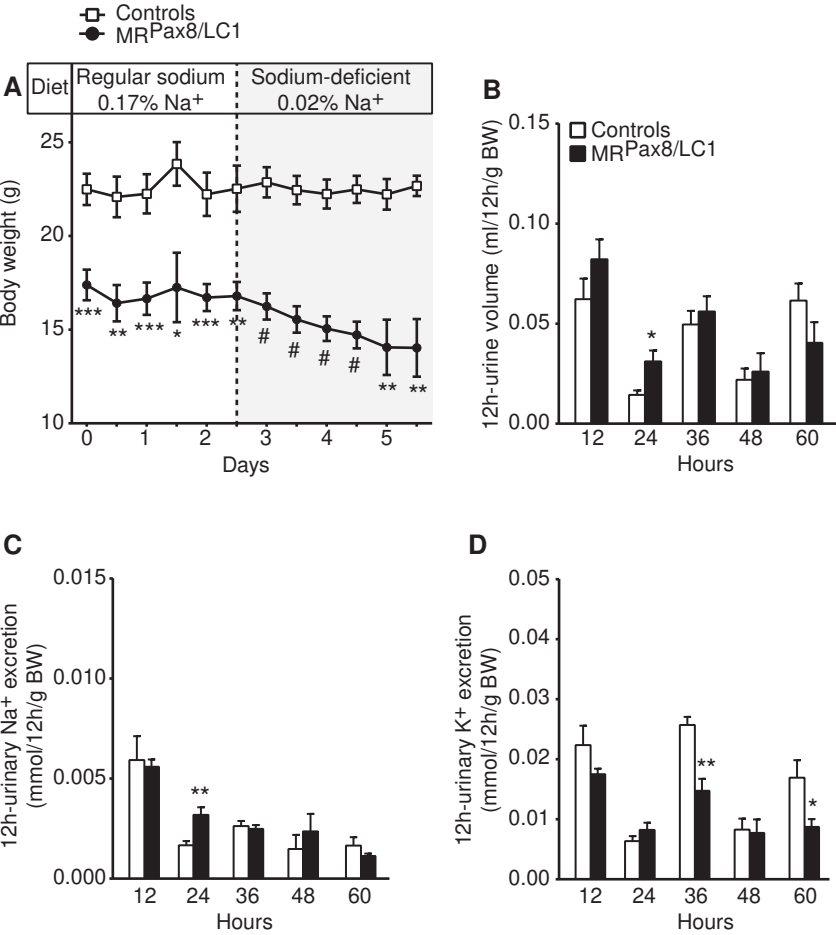 Controls
MRPax8/LC1
A
Diet
Regular sodium
0.17% Na+
Sodium-deficient
0.02% Na+
Body weight (g)
25
20
15
10
*** ** *** * *** ** # # # # ** **
0 1 2 3 4 5
Days
B
Controls
MRPax8/LC1
12h-urine volume (ml/12h/g BW)
0.15
0.10
0.05
0.00
*
12 24 36 48 60
Hours
C
12h-urinary Na+ excretion
(mmol/12h/g BW)
0.015
0.010
0.005
0.000
**
12 24 36 48 60
Hours
D
12h-urinary K+ excretion
(mmol/12h/g BW)
0.05
0.04
0.03
0.02
0.01
0.00
**
*
12 24 36 48 60
Hours